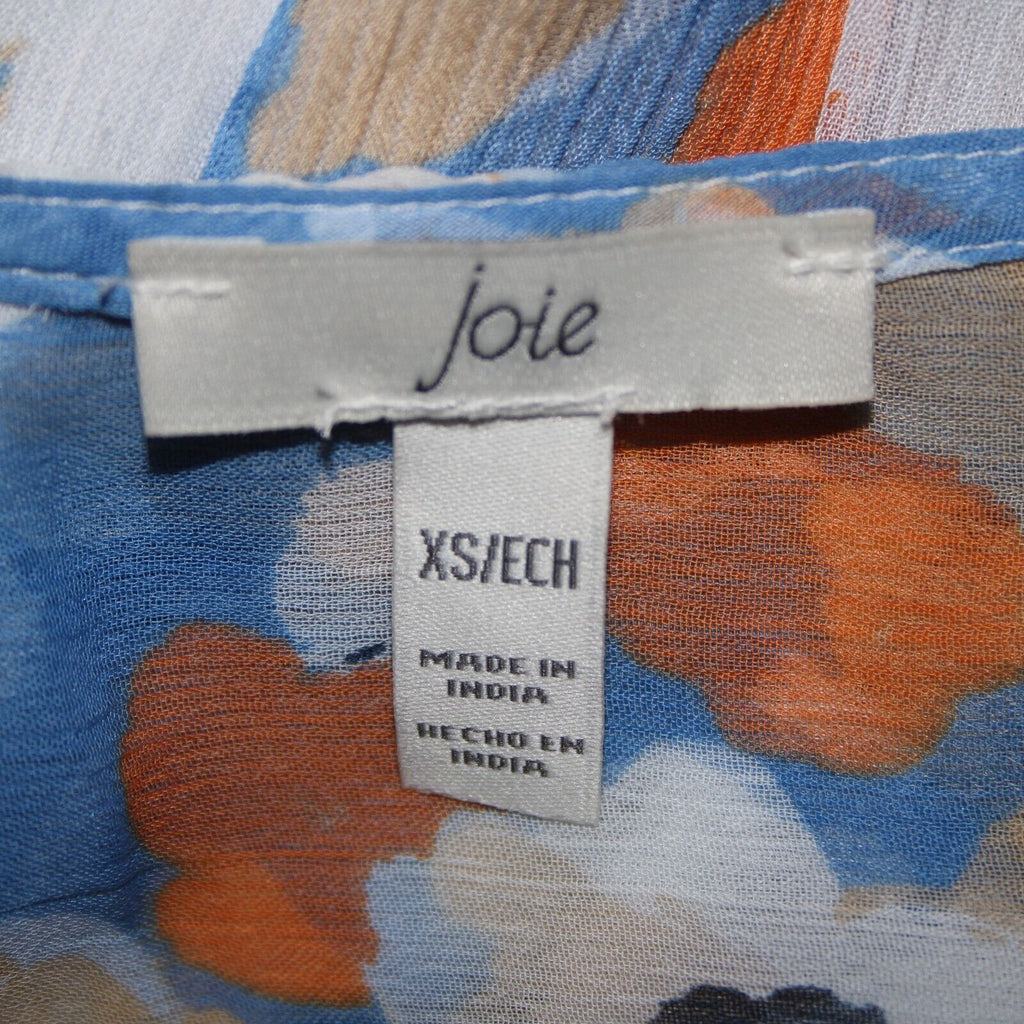 joie
XS/ECH
MADE IN
INDIA
HECHO EN
INDIA